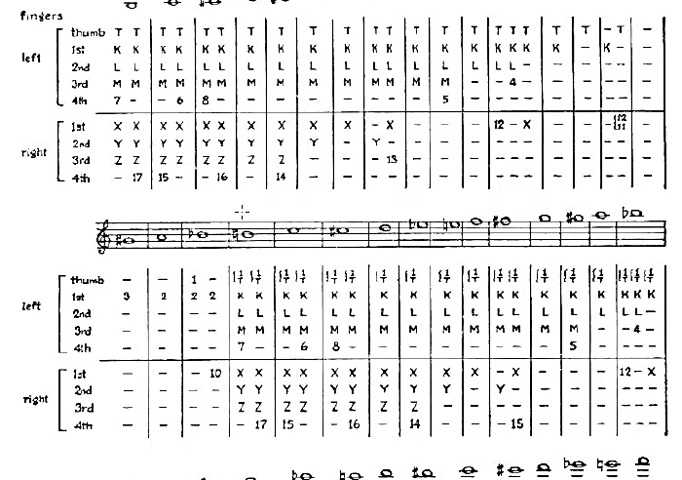 fingers
thumb T T T T T T T T T T T T T T T T T - T -
left 1st K K K K K K K K K K K K K K K K K - K - -
2nd L L L L L L L L L L L L L L L - - - - - -
3rd M M M M M M M M M M M M M - 4 - - - - - -
4th 7 - - 6 8 - - - - - - - 5 - - - - - - - -
right 1st X X X X X X X X X X - X - - 12 - X - - - -
2nd Y Y Y Y Y Y Y Y Y - Y - - - - - - - - - -
3rd Z Z Z Z Z Z Z Z - - - 13 - - - - - - - - -
4th - 17 15 - - 16 - 14 - - - - - - - - - - - - -
thumb - - 1 -
left 1st 3 2 2 2 K K K K K K K K K K K K K K K K K K
2nd - - - - L L L L L L L L L L L L L L - L L -
3rd - - - - M M M M M M M M M M M M M M - - 4 -
4th - - - - 7 - - 6 8 - - - - - - - - 5 - - - -
right 1st - - - 10 X X X X X X X X X X - X - - - 12 - X
2nd - - - - Y Y Y Y Y Y Y Y Y - Y - - - - - - -
3rd - - - - Z Z Z Z Z Z Z Z - - - - - - - - - -
4th - - - - - 17 15 - - 16 - 14 - - - 15 - - - - - -